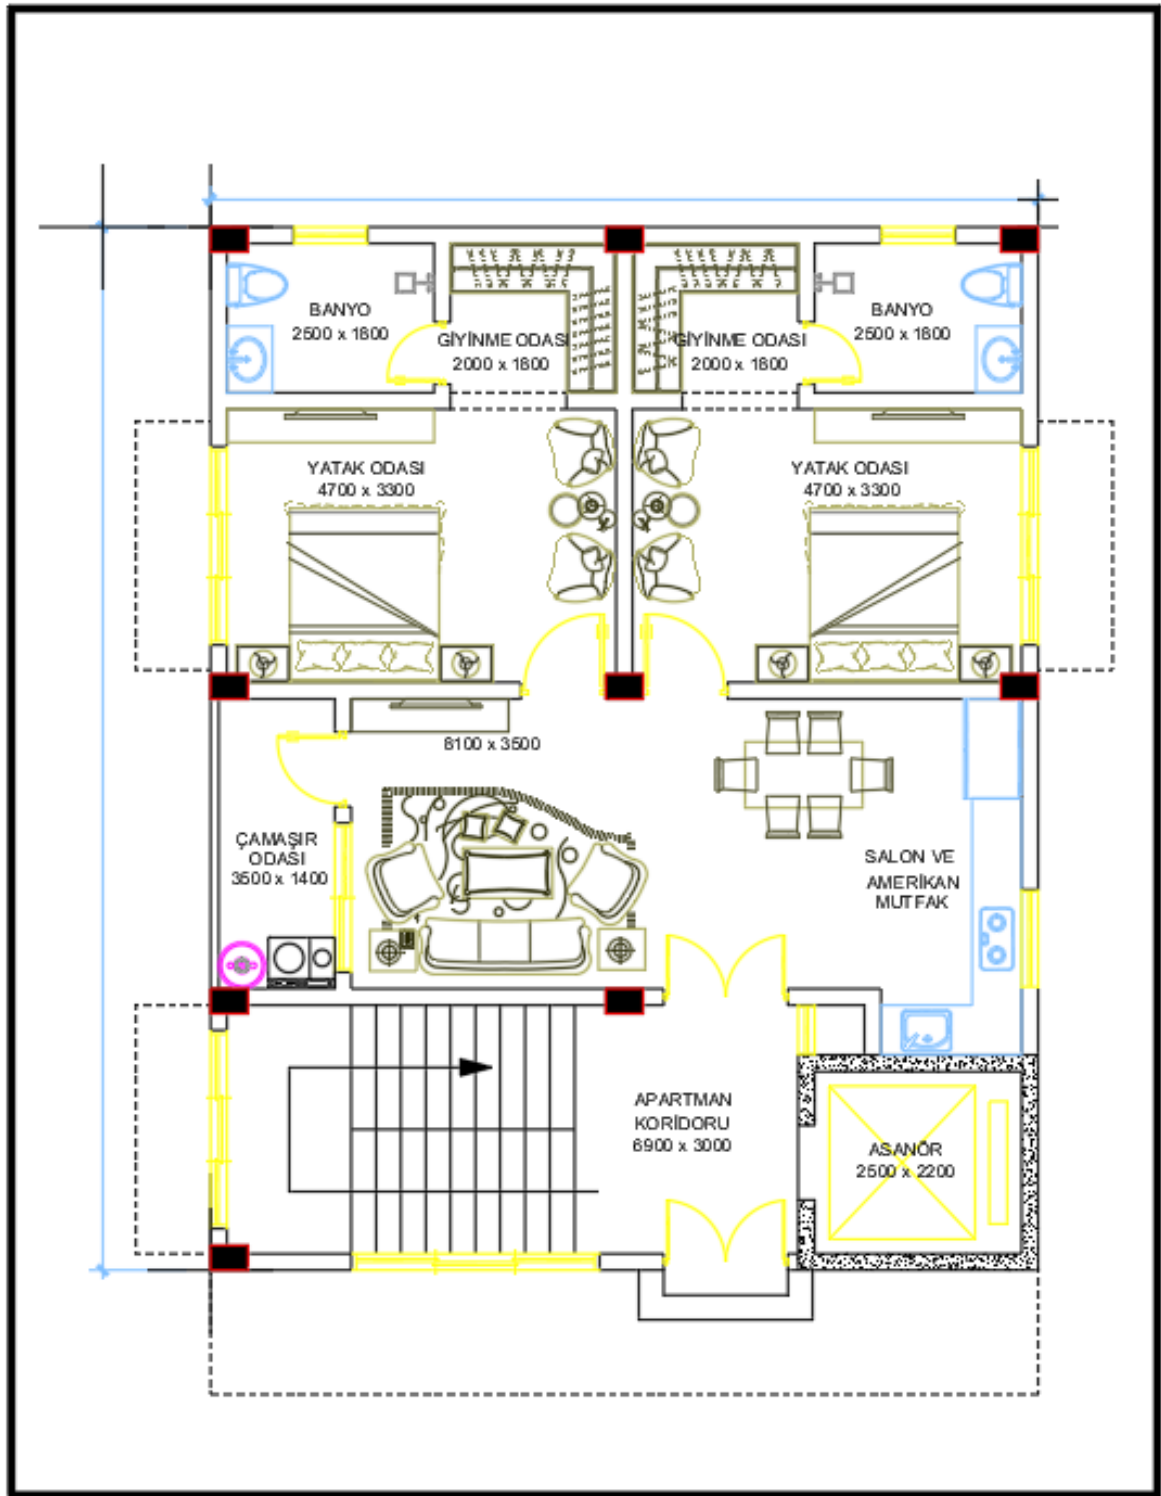 BANYO
2500 x 1800
GİYİNME ODASI
2000 x 1800
GİYİNME ODASI
2000 x 1800
BANYO
2500 x 1800
YATAK ODASI
4700 x 3300
YATAK ODASI
4700 x 3300
8100 x 3500
ÇAMAŞIR
ODASI
3500 x 1400
SALON VE
AMERİKAN
MUTFAK
APARTMAN
KORİDORU
6900 x 3000
ASANÖR
2500 x 2200